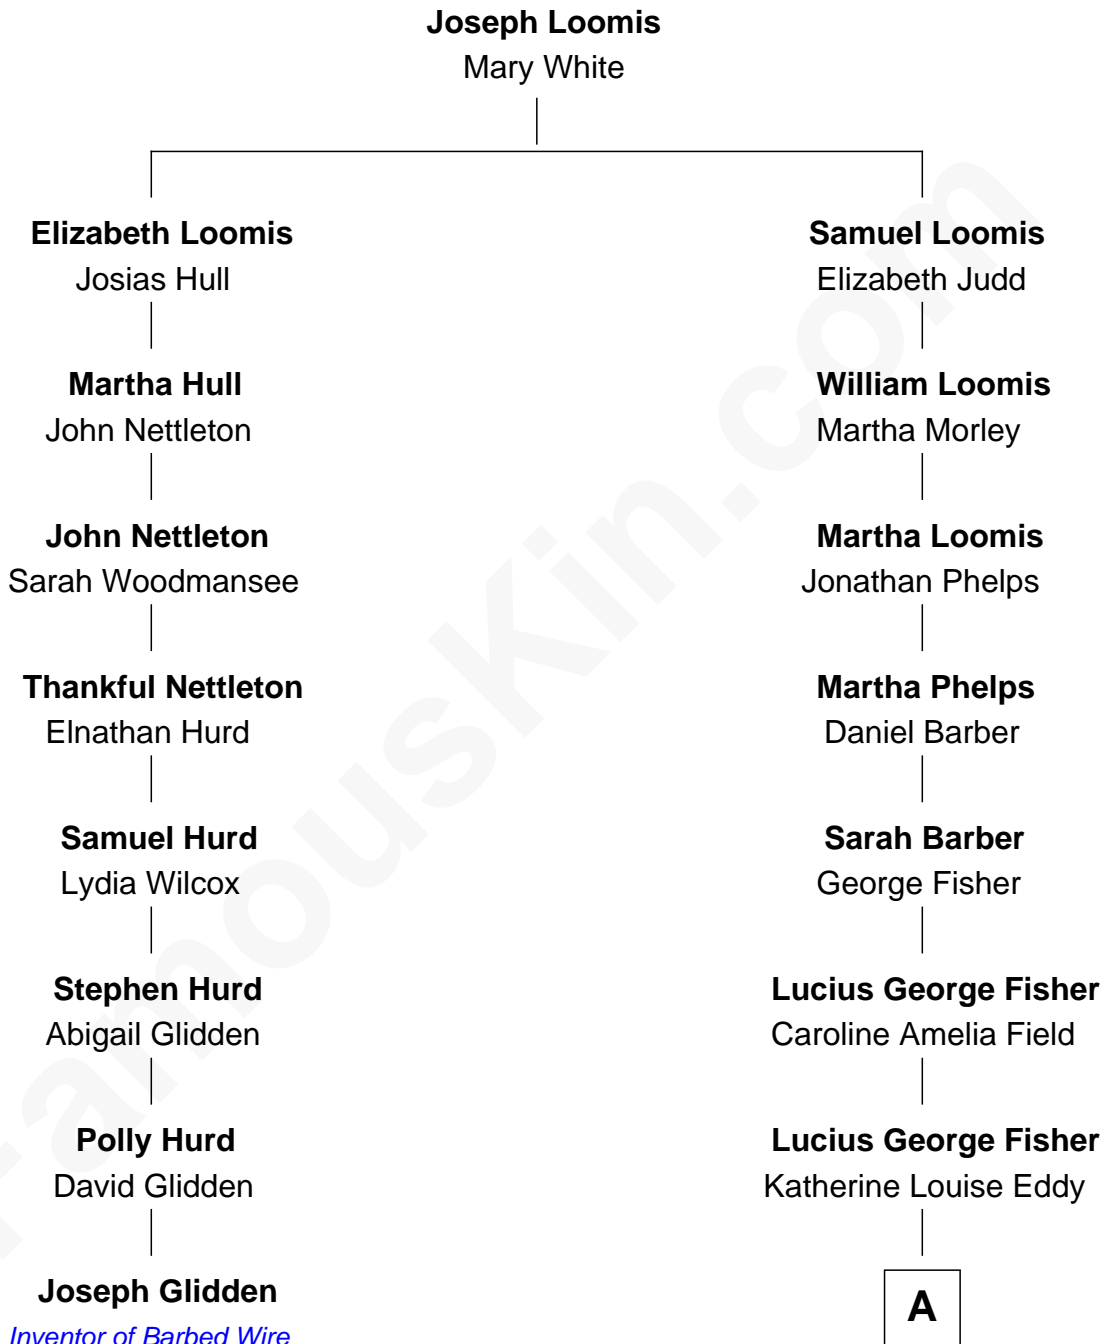 Joseph Loomis
Mary White
Elizabeth Loomis
Josias Hull
Samuel Loomis
Elizabeth Judd
Martha Hull
John Nettleton
William Loomis
Martha Morley
John Nettleton
Sarah Woodmansee
Martha Loomis
Jonathan Phelps
Thankful Nettleton
Elnathan Hurd
Martha Phelps
Daniel Barber
Samuel Hurd
Lydia Wilcox
Sarah Barber
George Fisher
Stephen Hurd
Abigail Glidden
Lucius George Fisher
Caroline Amelia Field
Polly Hurd
David Glidden
Lucius George Fisher
Katherine Louise Eddy
Joseph Glidden
Inventor of Barbed Wire
A
FamousKin.com